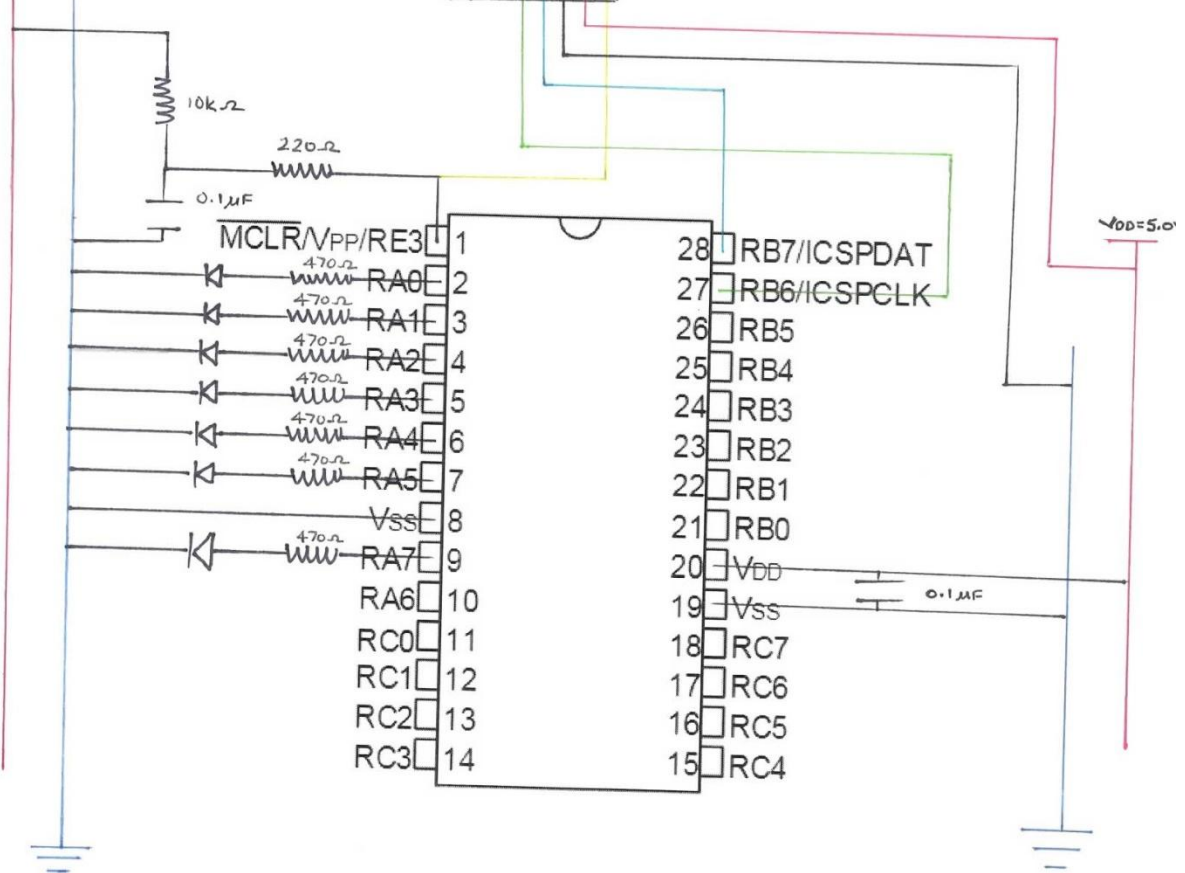 10kΩ
220Ω
0.1µF
VDD=5.0
MCLR/VPP/RE3 1
470Ω
RA0 2
470Ω
RA1 3
470Ω
RA2 4
470Ω
RA3 5
470Ω
RA4 6
470Ω
RA5 7
VSS 8
470Ω
RA7 9
RA6 10
RC0 11
RC1 12
RC2 13
RC3 14
28 RB7/ICSPDAT
27 RB6/ICSPCLK
26 RB5
25 RB4
24 RB3
23 RB2
22 RB1
21 RB0
20 VDD
0.1µF
19 VSS
18 RC7
17 RC6
16 RC5
15 RC4